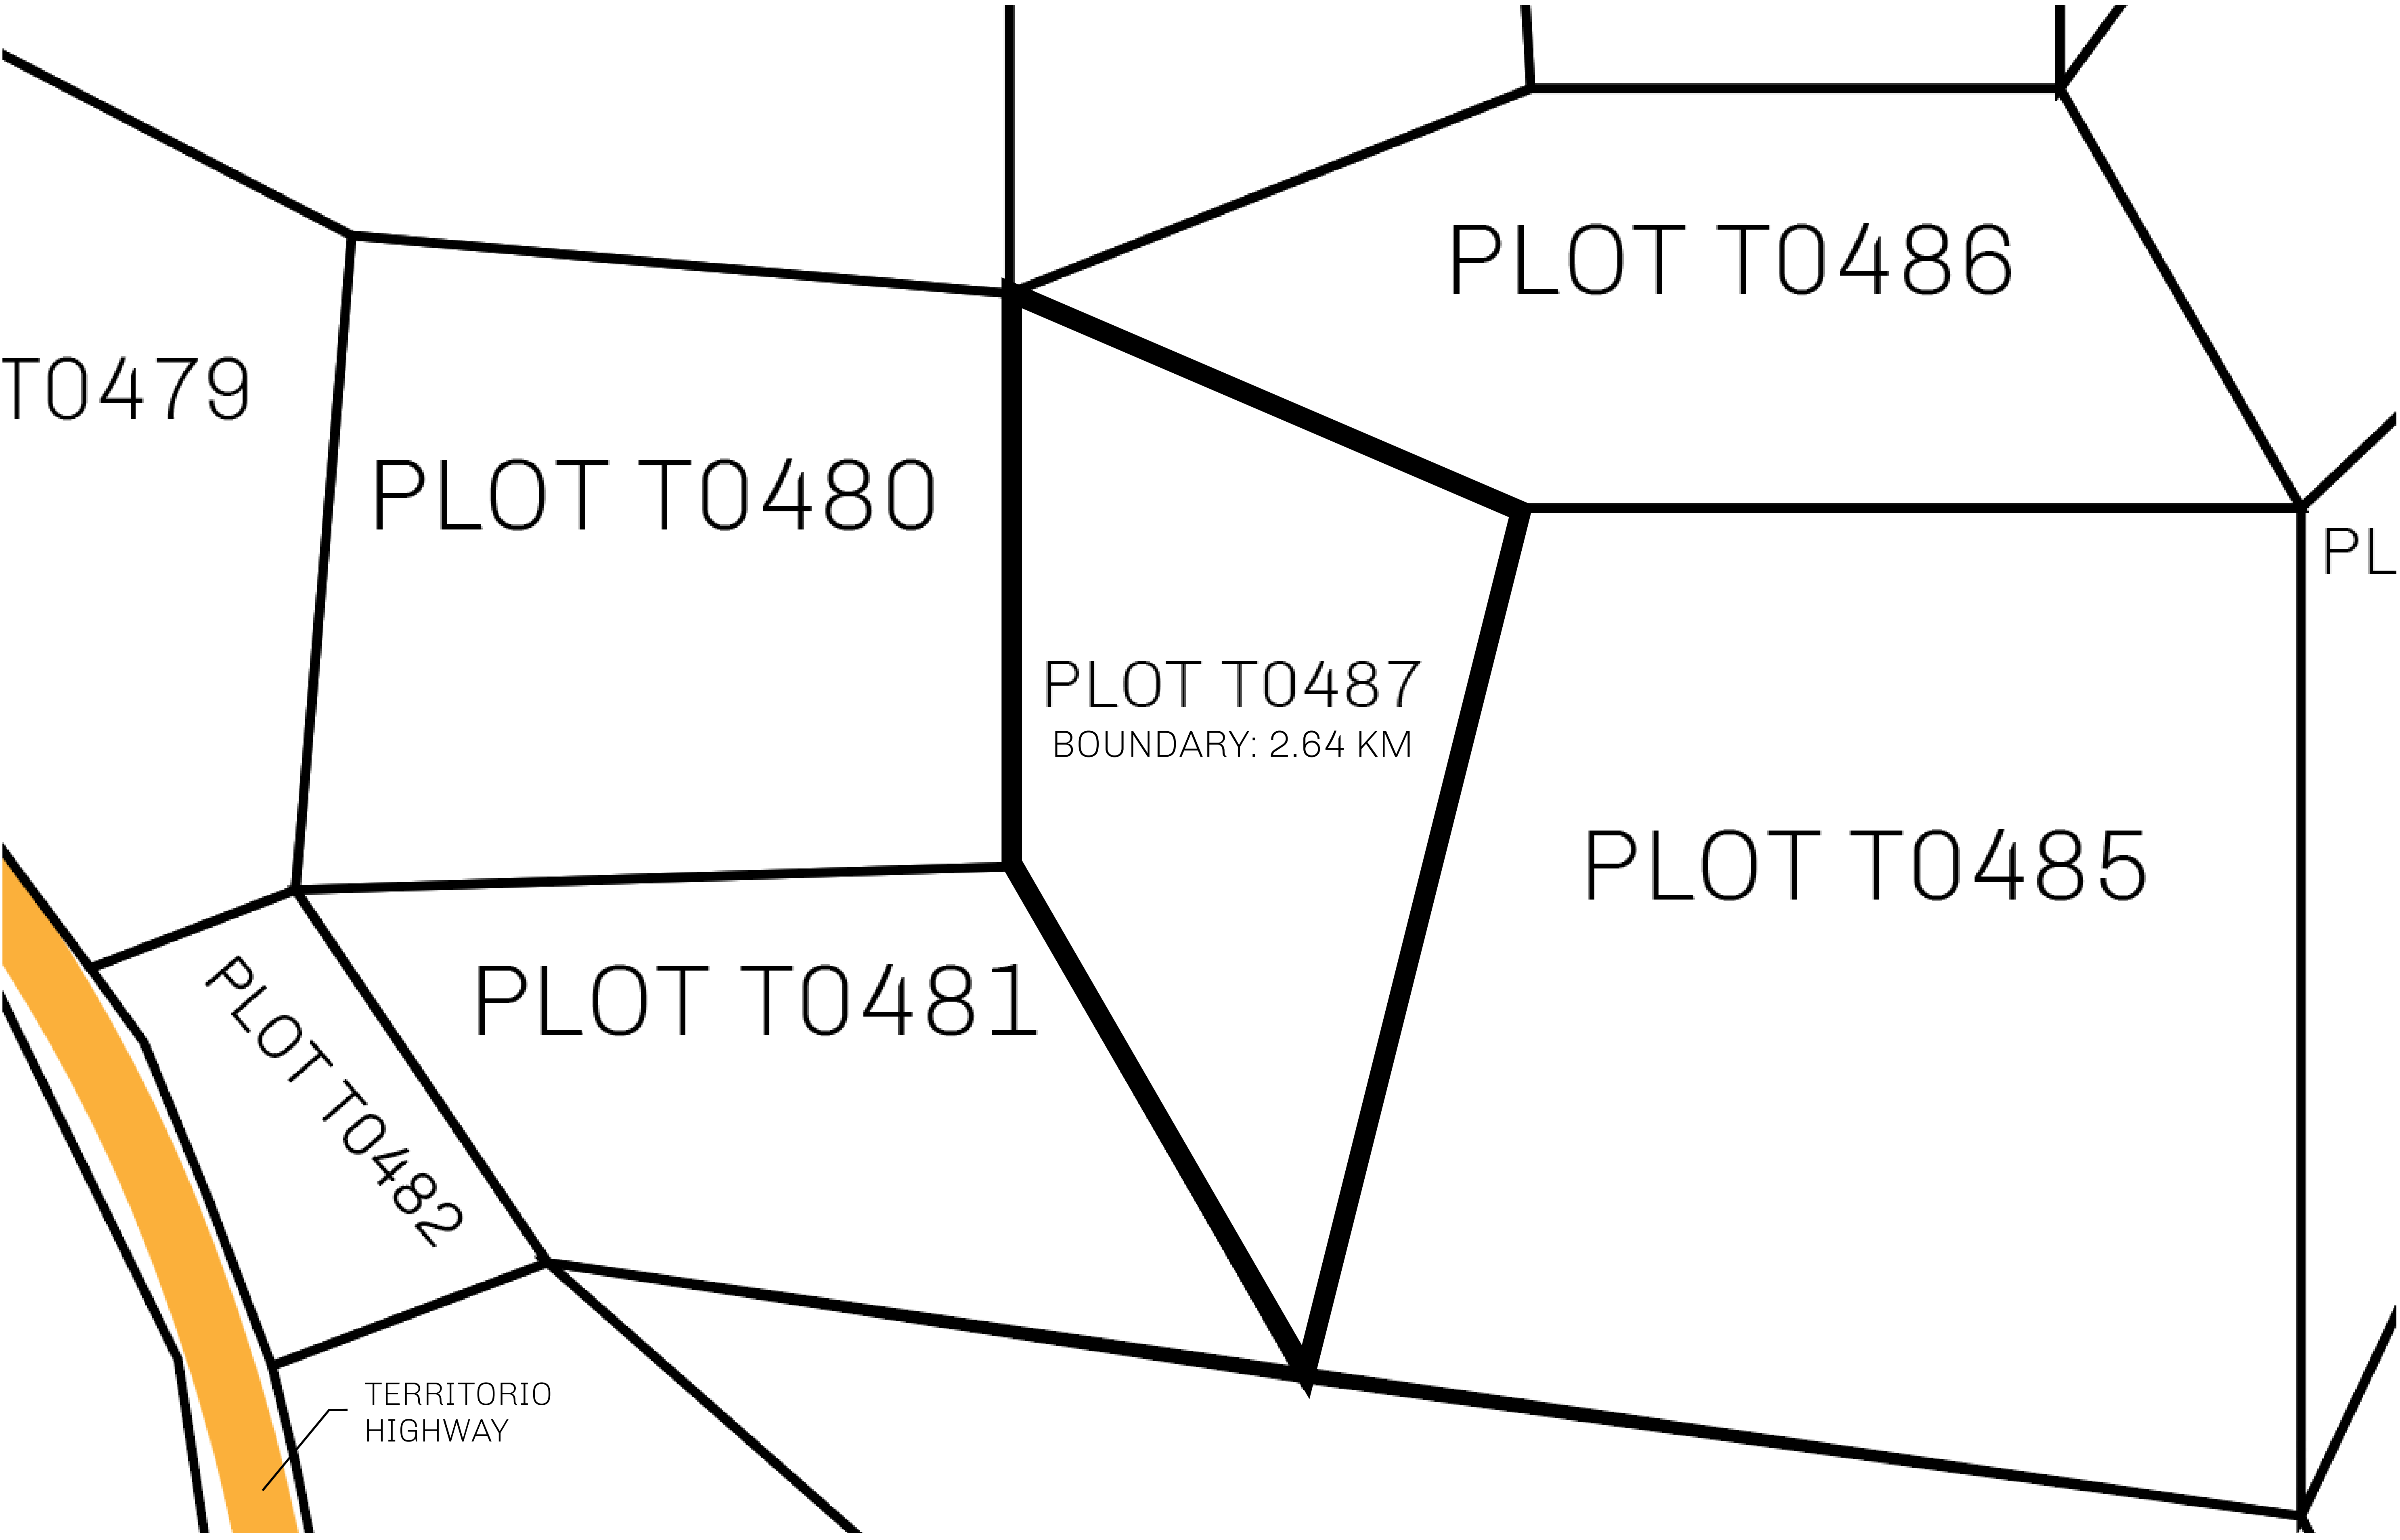 PLOT T0486
T0479
PLOT T0480
PL
PLOT T0487
BOUNDARY: 2.64 KM
PLOT T0485
PLOT T0481
PLOT T0482
TERRITORIO
HIGHWAY